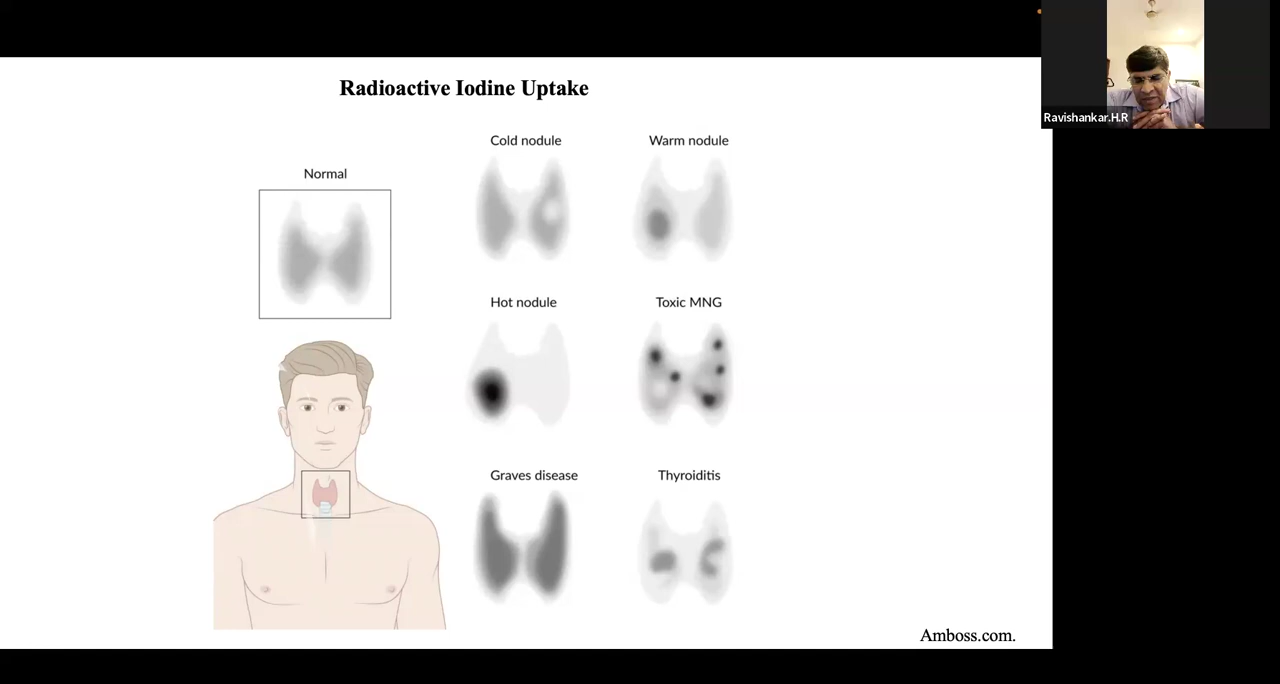 Radioactive Iodine Uptake
Ravishankar.H.R
Normal
Cold nodule
Warm nodule
Hot nodule
Toxic MNG
Graves disease
Thyroiditis
Amboss.com.